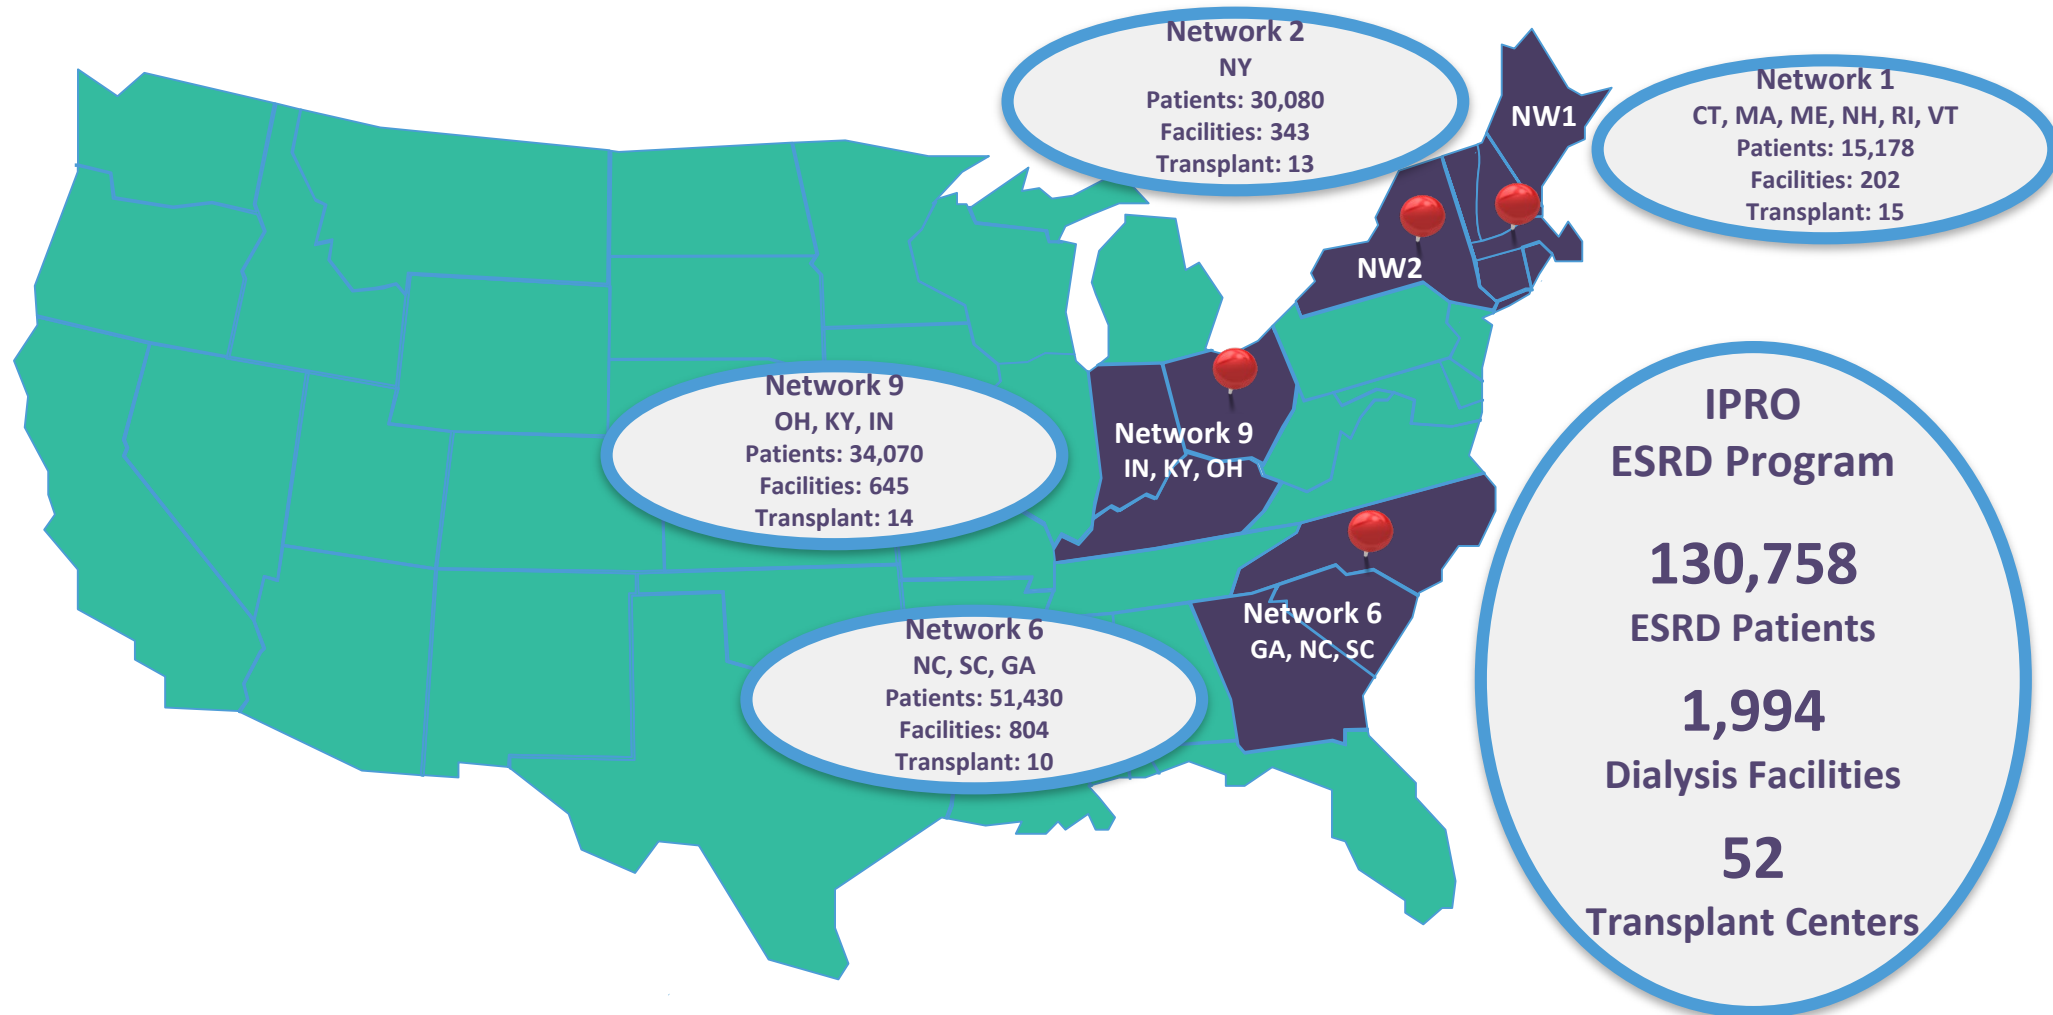 Network 2
NY
Patients: 30,080
Facilities: 343
Transplant: 13
Network 1
CT, MA, ME, NH, RI, VT
Patients: 15,178
Facilities: 202
Transplant: 15
NW1
NW2
Network 9
OH, KY, IN
Patients: 34,070
Facilities: 645
Transplant: 14
Network 9
IN, KY, OH
Network 6
NC, SC, GA
Patients: 51,430
Facilities: 804
Transplant: 10
Network 6
GA, NC, SC
IPRO
ESRD Program
130,758
ESRD Patients
1,994
Dialysis Facilities
52
Transplant Centers